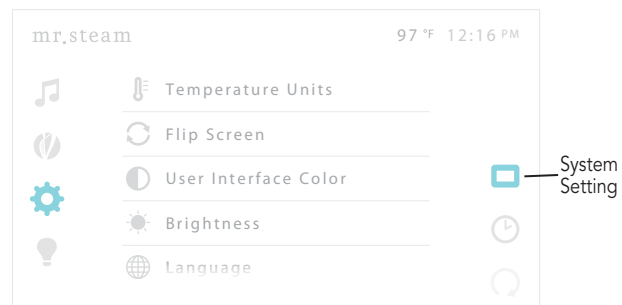 mr.steam 97 °F 12:16 PM
Temperature Units
Flip Screen
User Interface Color
Brightness
Language
System
Setting